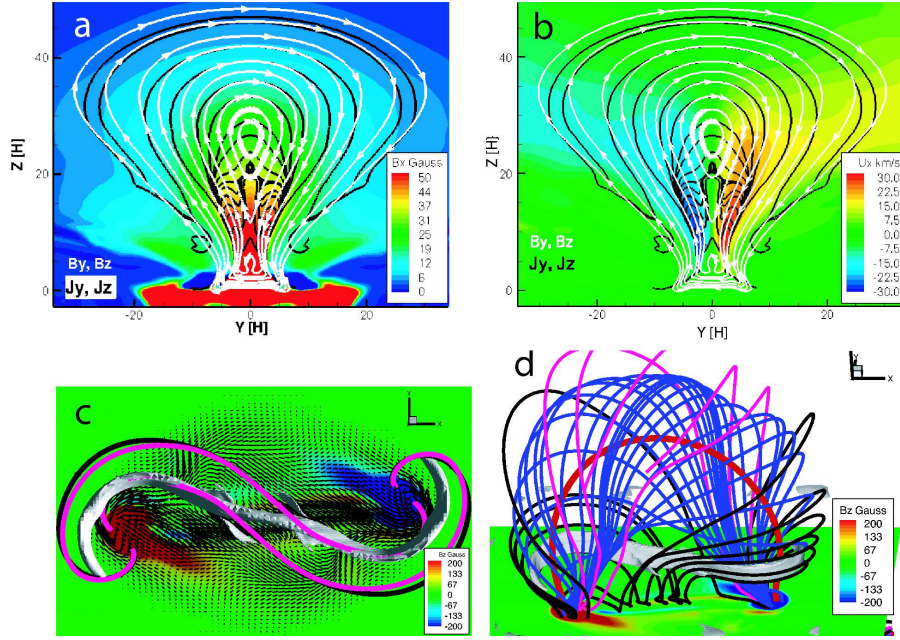 a
40
20
0
Z [H]
-20
0
20
Y [H]
Bx Gauss
50
44
37
31
25
19
12
6
0
By, Bz
Jy, Jz
b
40
20
0
Z [H]
-20
0
20
Y [H]
Ux km/s
30.0
22.5
15.0
7.5
0.0
-7.5
-15.0
-22.5
-30.0
By, Bz
Jy, Jz
c
Y
X
Bz Gauss
200
133
67
0
-67
-133
-200
d
Y
X
Bz Gauss
200
133
67
0
-67
-133
-200